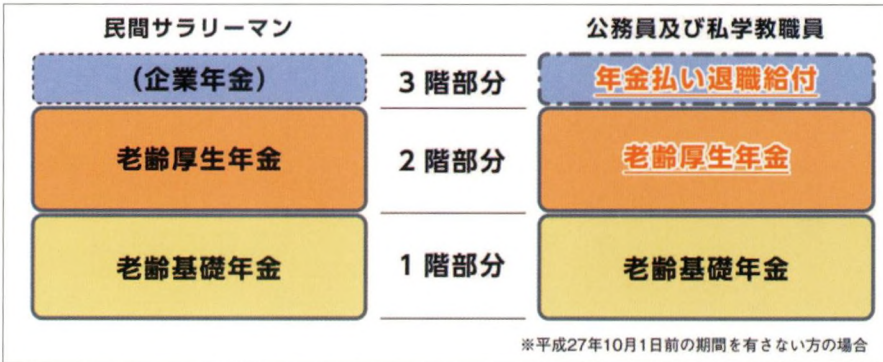 民間サラリーマン 公務員及び私学教職員
(企業年金) 3階部分 年金払い退職給付
老齢厚生年金 2階部分 老齢厚生年金
老齢基礎年金 1階部分 老齢基礎年金
※平成27年10月1日前の期間を有さない方の場合